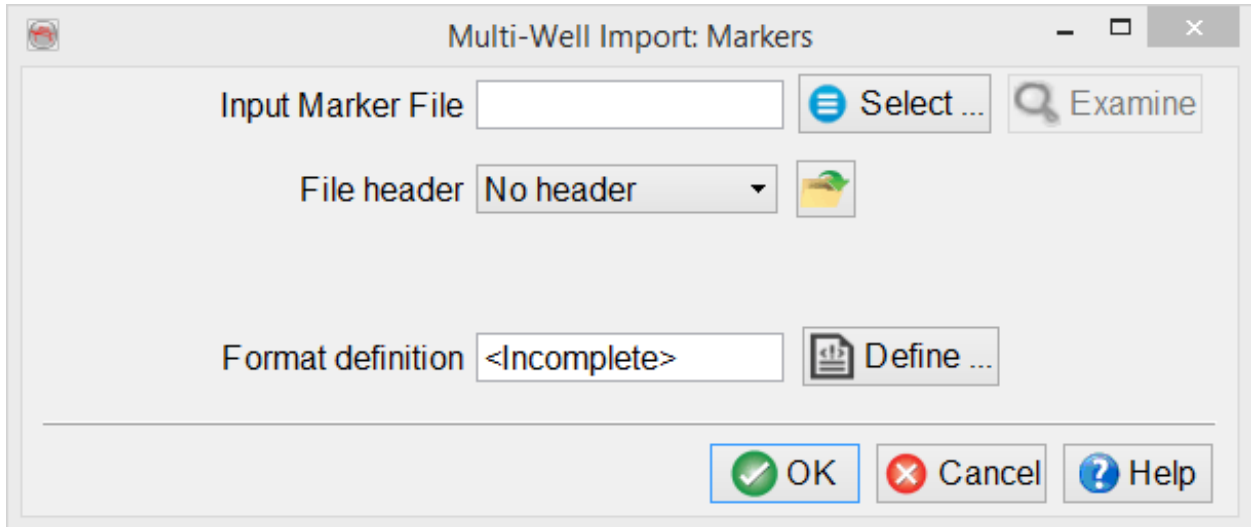 Multi-Well Import: Markers
Input Marker File Select ... Examine
File header No header
Format definition <Incomplete> Define ...
OK Cancel Help